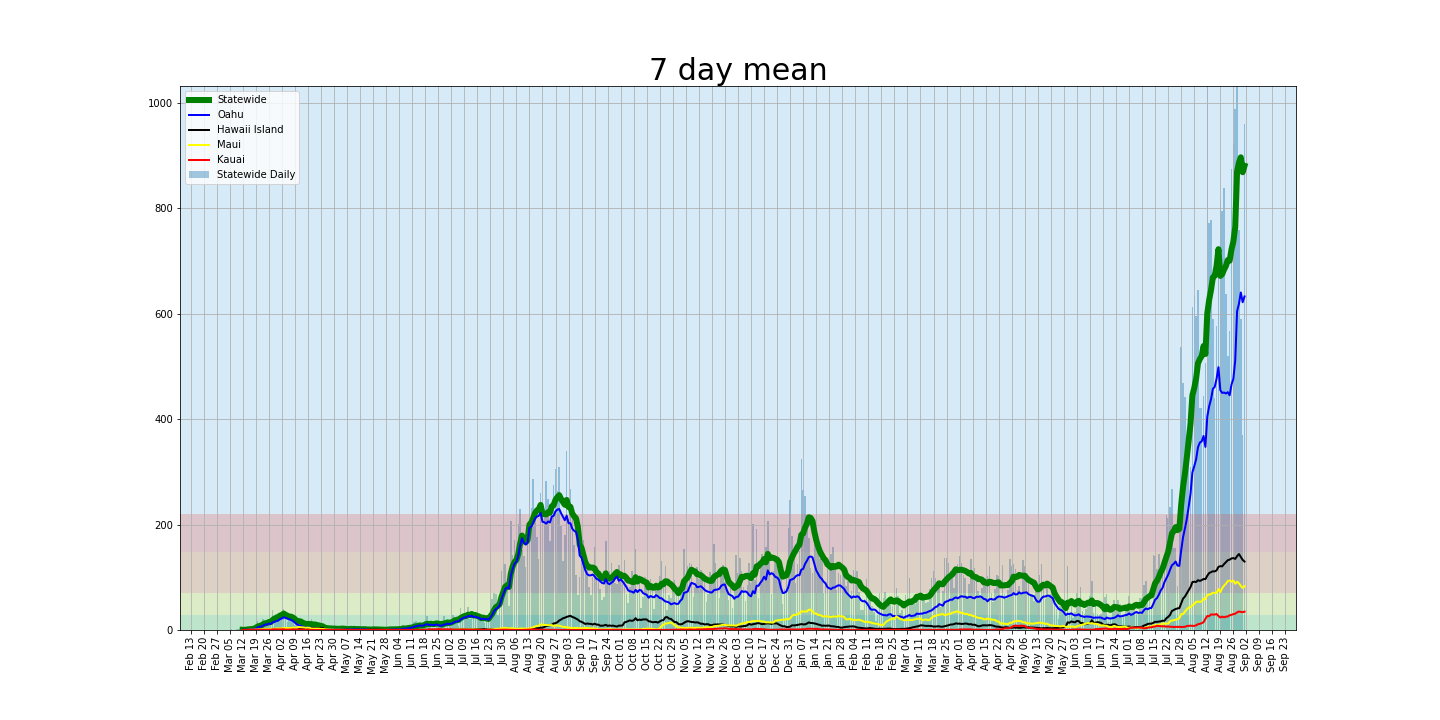 7 day mean
Statewide
Oahu
Hawaii Island
Maui
Kauai
Statewide Daily
1000
800
600
400
200
0
Feb 13
Feb 20
Feb 27
Mar 05
Mar 12
Mar 19
Mar 26
Apr 02
Apr 09
Apr 16
Apr 23
Apr 30
May 07
May 14
May 21
May 28
Jun 04
Jun 11
Jun 18
Jun 25
Jul 02
Jul 09
Jul 16
Jul 23
Jul 30
Aug 06
Aug 13
Aug 20
Aug 27
Sep 03
Sep 10
Sep 17
Sep 24
Oct 01
Oct 08
Oct 15
Oct 22
Oct 29
Nov 05
Nov 12
Nov 19
Nov 26
Dec 03
Dec 10
Dec 17
Dec 24
Dec 31
Jan 07
Jan 14
Jan 21
Jan 28
Feb 04
Feb 11
Feb 18
Feb 25
Mar 04
Mar 11
Mar 18
Mar 25
Apr 01
Apr 08
Apr 15
Apr 22
Apr 29
May 06
May 13
May 20
May 27
Jun 03
Jun 10
Jun 17
Jun 24
Jul 01
Jul 08
Jul 15
Jul 22
Jul 29
Aug 05
Aug 12
Aug 19
Aug 26
Sep 02
Sep 09
Sep 16
Sep 23